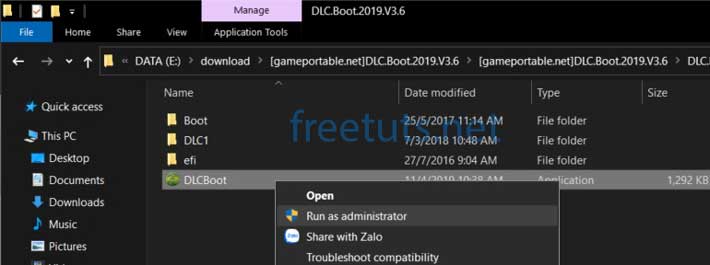 Manage
DLC.Boot.2019.V3.6
File Home Share View Application Tools
DATA (E:) download [gameportable.net]DLC.Boot.2019.V3.6 [gameportable.net]DLC.Boot.2019.V3.6 DLC.
Name Date modified Type Size
Quick access
Boot 25/5/2017 11:14 AM File folder
freetuts.net
This PC
DLC1 7/3/2018 10:48 AM File folder
Desktop
efi 27/7/2016 9:04 AM File folder
Documents
DLCBoot 11/4/2019 10:38 AM Application 1,292 KB
Downloads
Open
Music
Run as administrator
Pictures
Share with Zalo
Troubleshoot compatibility